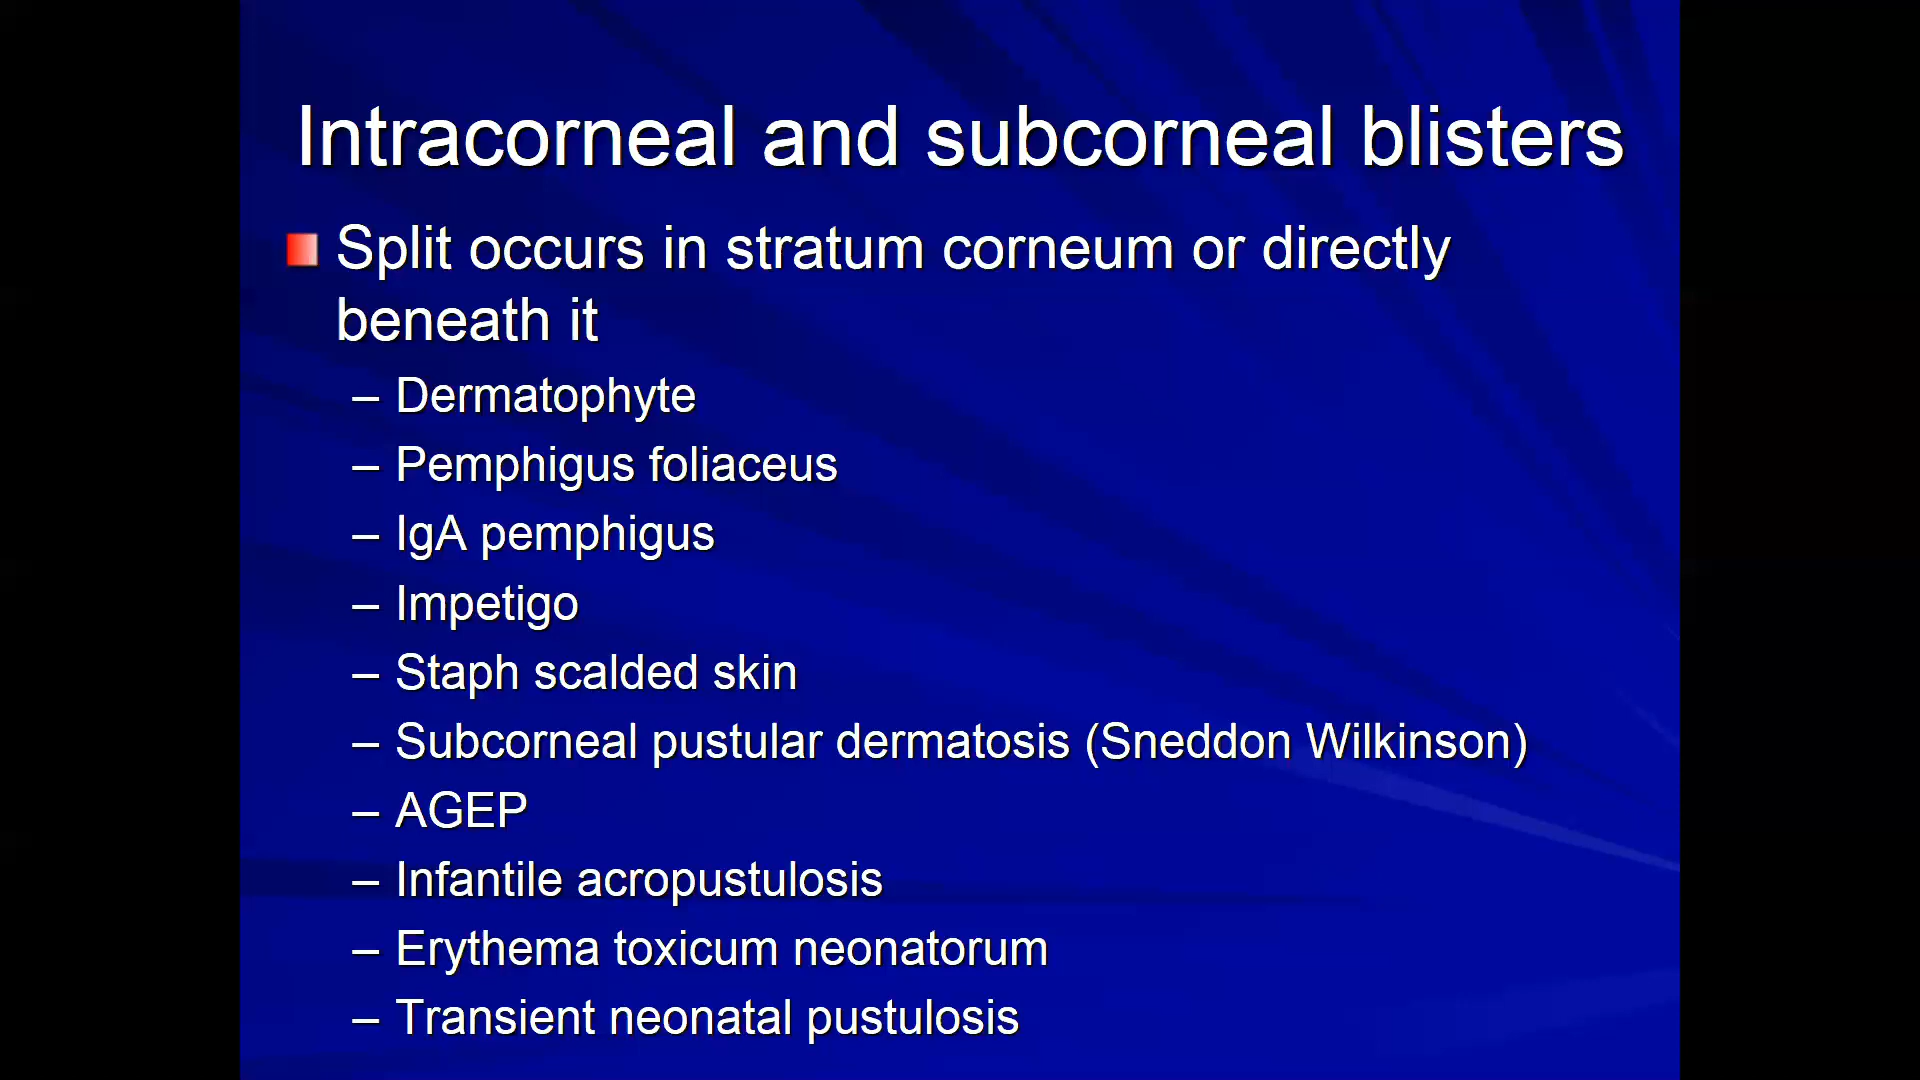 Intracorneal and subcorneal blisters
Split occurs in stratum corneum or directly
beneath it
– Dermatophyte
– Pemphigus foliaceus
– IgA pemphigus
– Impetigo
– Staph scalded skin
– Subcorneal pustular dermatosis (Sneddon Wilkinson)
– AGEP
– Infantile acropustulosis
– Erythema toxicum neonatorum
– Transient neonatal pustulosis